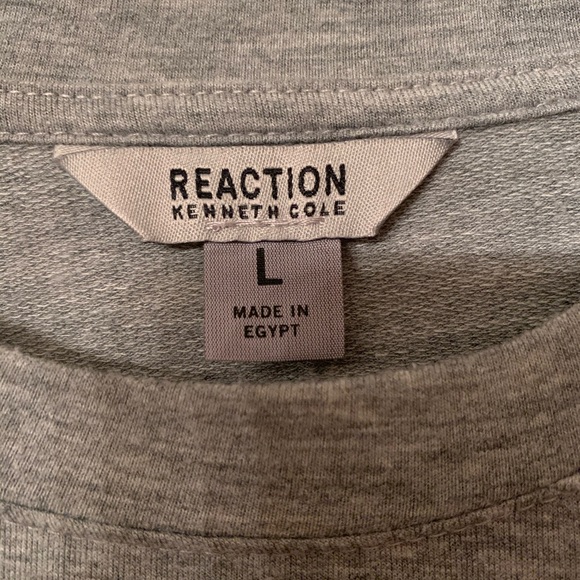 REACTION
KENNETH COLE
L
MADE IN
EGYPT